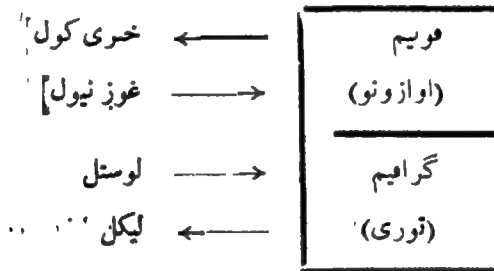 فونیم ← خبری کول
(اوازونو) → غوږ نیول]
گرافیم → لوستل
(توری) ← لیکل